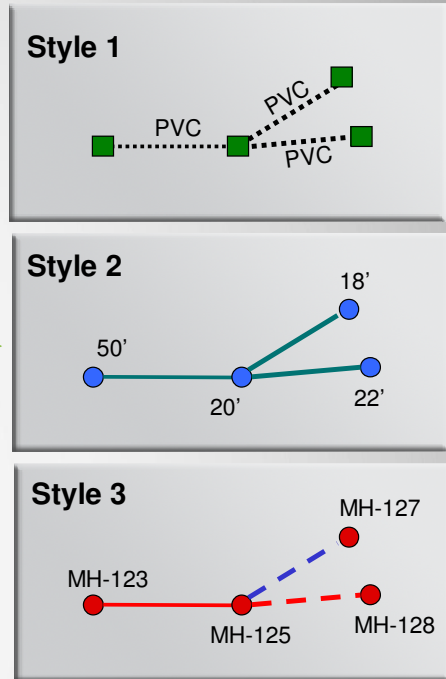 Style 1
PVC
PVC
PVC
Style 2
18’
50’
20’
22’
Style 3
MH-127
MH-123
MH-125
MH-128